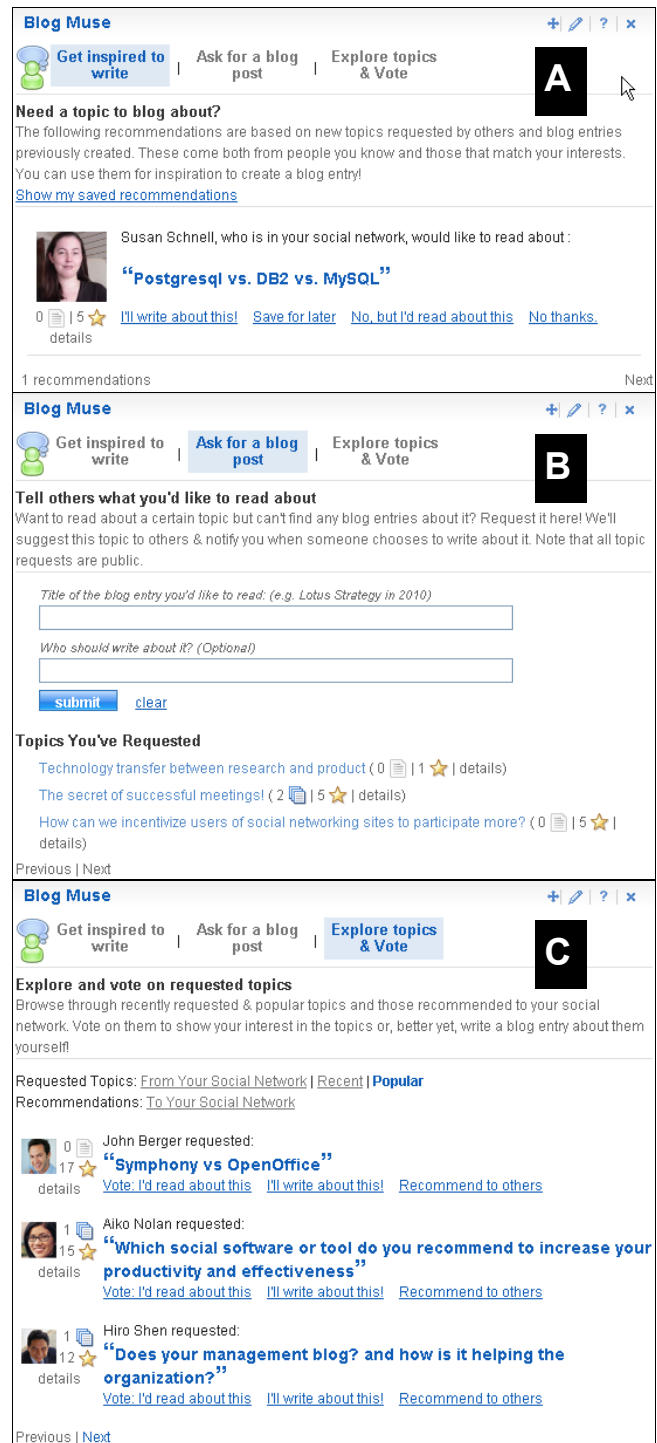 Blog Muse
Get inspired to write | Ask for a blog post | Explore topics & Vote
A
Need a topic to blog about?
The following recommendations are based on new topics requested by others and blog entries
previously created. These come both from people you know and those that match your interests.
You can use them for inspiration to create a blog entry!
Show my saved recommendations
Susan Schnell, who is in your social network, would like to read about :
“Postgresql vs. DB2 vs. MySQL”
0 | 5 I'll write about this! Save for later No, but I'd read about this No thanks.
details
1 recommendations Next
Blog Muse
Get inspired to write | Ask for a blog post | Explore topics & Vote
B
Tell others what you'd like to read about
Want to read about a certain topic but can't find any blog entries about it? Request it here! We'll
suggest this topic to others & notify you when someone chooses to write about it. Note that all topic
requests are public.
Title of the blog entry you'd like to read: (e.g. Lotus Strategy in 2010)
Who should write about it? (Optional)
submit clear
Topics You've Requested
Technology transfer between research and product ( 0 | 1 | details)
The secret of successful meetings! ( 2 | 5 | details)
How can we incentivize users of social networking sites to participate more? ( 0 | 5 |
details)
Previous | Next
Blog Muse
Get inspired to write | Ask for a blog post | Explore topics & Vote
C
Explore and vote on requested topics
Browse through recently requested & popular topics and those recommended to your social
network. Vote on them to show your interest in the topics or, better yet, write a blog entry about them
yourself!
Requested Topics: From Your Social Network | Recent | Popular
Recommendations: To Your Social Network
0 John Berger requested:
17 “Symphony vs OpenOffice”
details Vote: I'd read about this I'll write about this! Recommend to others
1 Aiko Nolan requested:
15 “Which social software or tool do you recommend to increase your
details productivity and effectiveness”
Vote: I'd read about this I'll write about this! Recommend to others
1 Hiro Shen requested:
12 “Does your management blog? and how is it helping the
details organization?”
Vote: I'd read about this I'll write about this! Recommend to others
Previous | Next